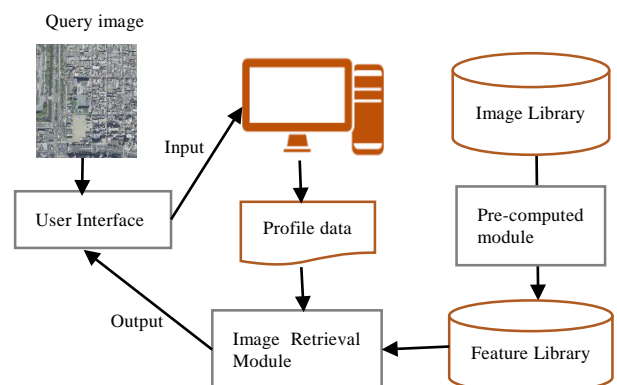 Query image
Image Library
Input
User Interface
Profile data
Pre-computed
module
Output
Image Retrieval
Module
Feature Library